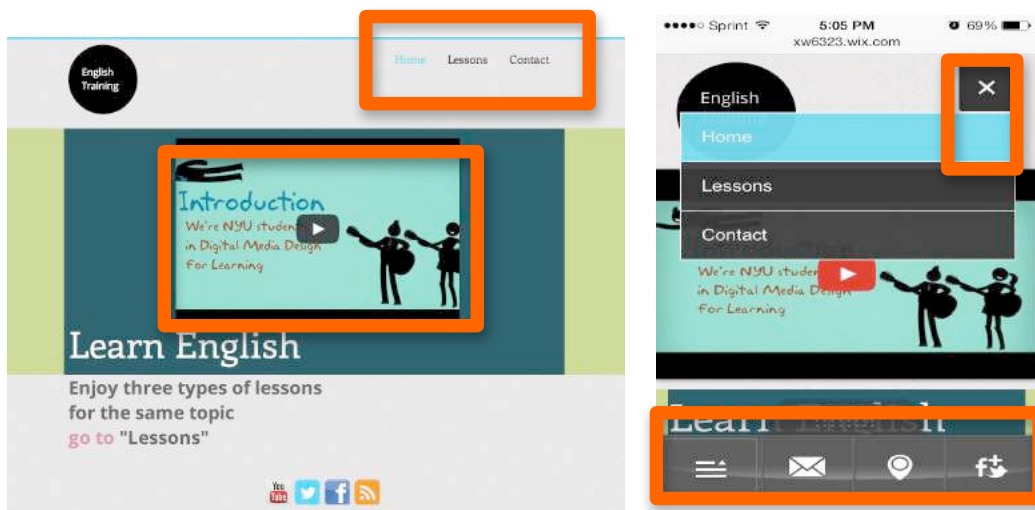 English
Training
Home Lessons Contact
Introduction
We're NYU studen
in Digital Media Design
For Learning
Learn English
Enjoy three types of lessons
for the same topic
go to "Lessons"
You
Tube
Sprint 5:05 PM 69%
xw6323.wix.com
English
Home
Lessons
Contact
We're NYU studen
in Digital Media Design
For Learning
Learn English